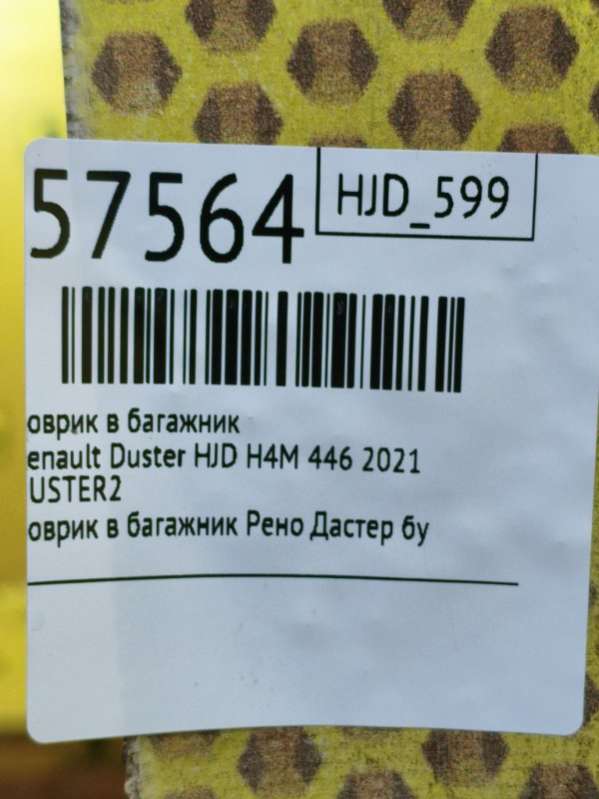 57564
HJD_599
оврик в багажник
enault Duster HJD H4M 446 2021
USTER2
оврик в багажник Рено Дастер бу